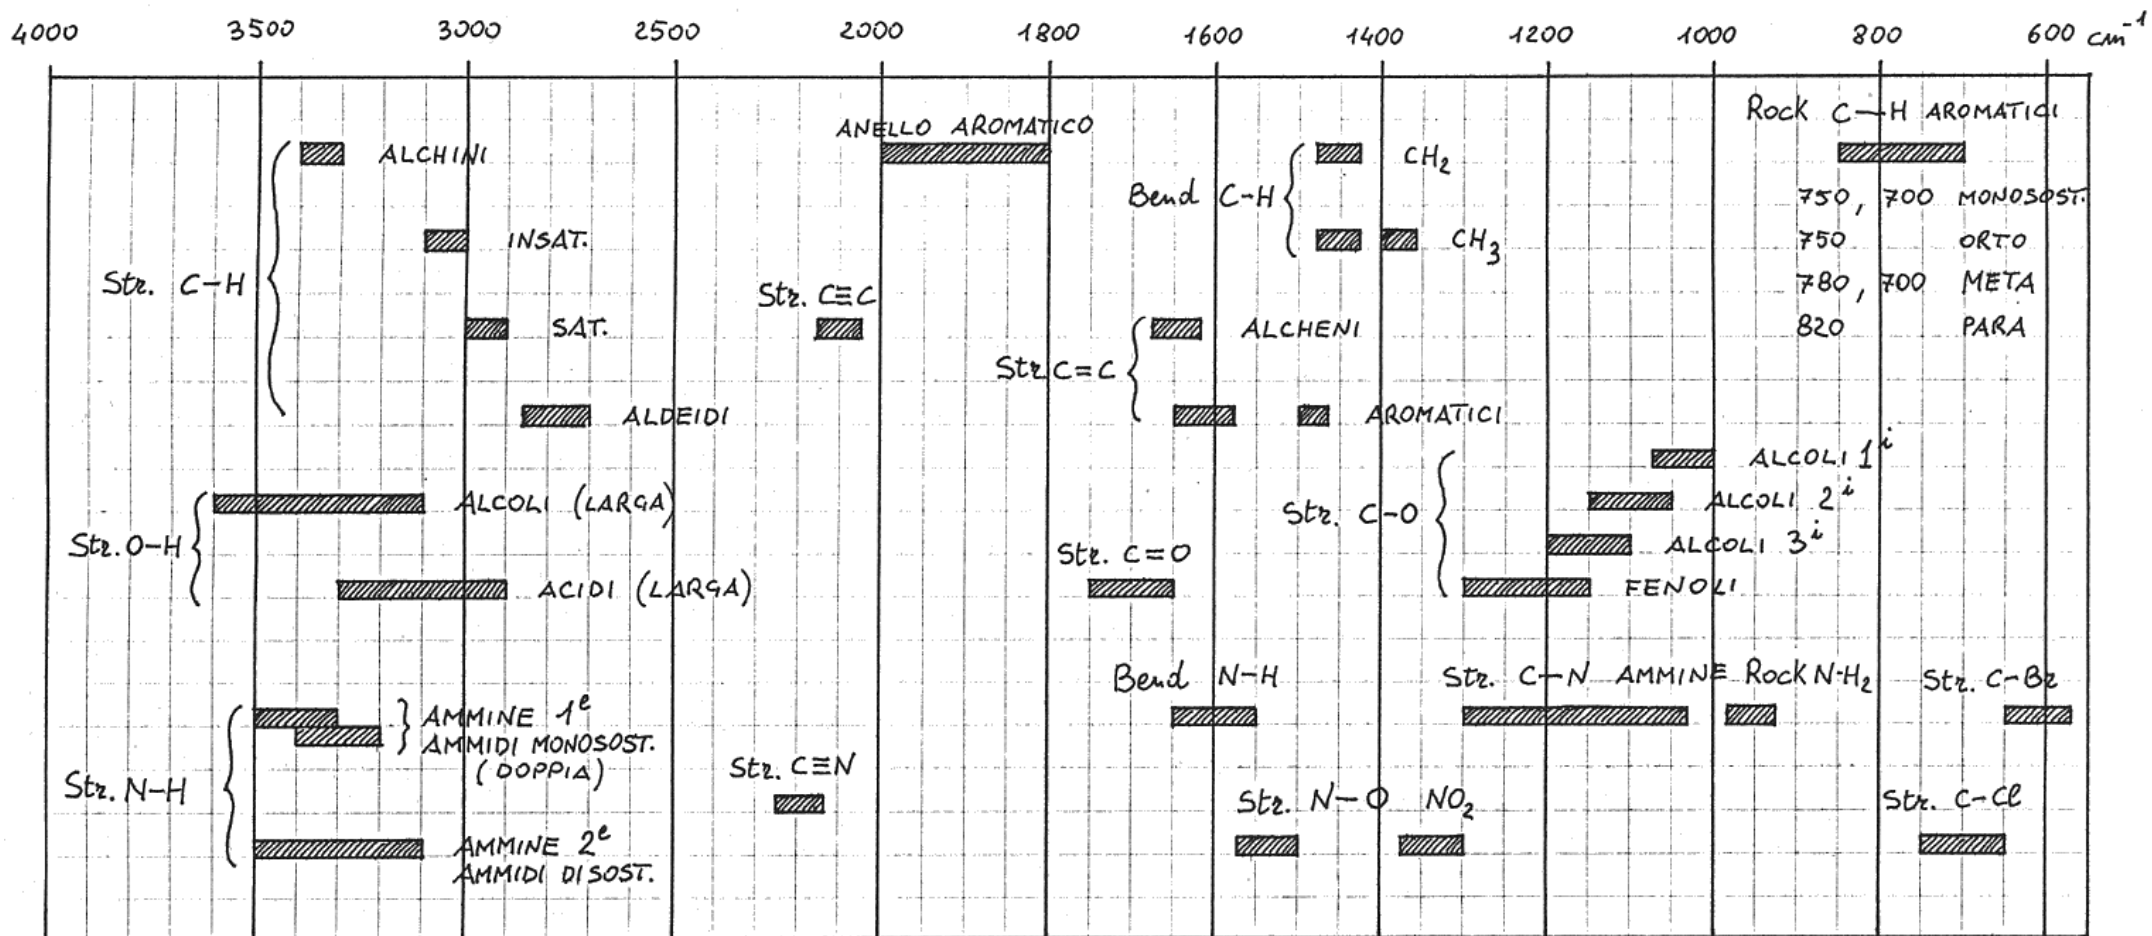 4000 3500 3000 2500 2000 1800 1600 1400 1200 1000 800 600 cm⁻¹
Rock C—H AROMATICI
ANELLO AROMATICO
ALCHINI
CH₂
Bend C-H
750, 700 MONOSOST.
INSAT.
CH₃
750 ORTO
Str. C-H
780, 700 META
Str. C≡C
SAT.
ALCHENI
820 PARA
Str C=C
ALDEIDI
AROMATICI
ALCOLI 1ⁱ
ALCOLI (LARGA)
ALCOLI 2ⁱ
Str. C-O
Str. O-H
Str. C=O
ALCOLI 3ⁱ
ACIDI (LARGA)
FENOLI
Bend N-H
Str. C-N AMMINE
Rock N-H₂
Str. C-Br
AMMINE 1ᵉ
AMMIDI MONOSOST.
(DOPPIA)
Str. N-H
Str. C≡N
Str. N-O NO₂
Str. C-Cl
AMMINE 2ᵉ
AMMIDI DISOST.